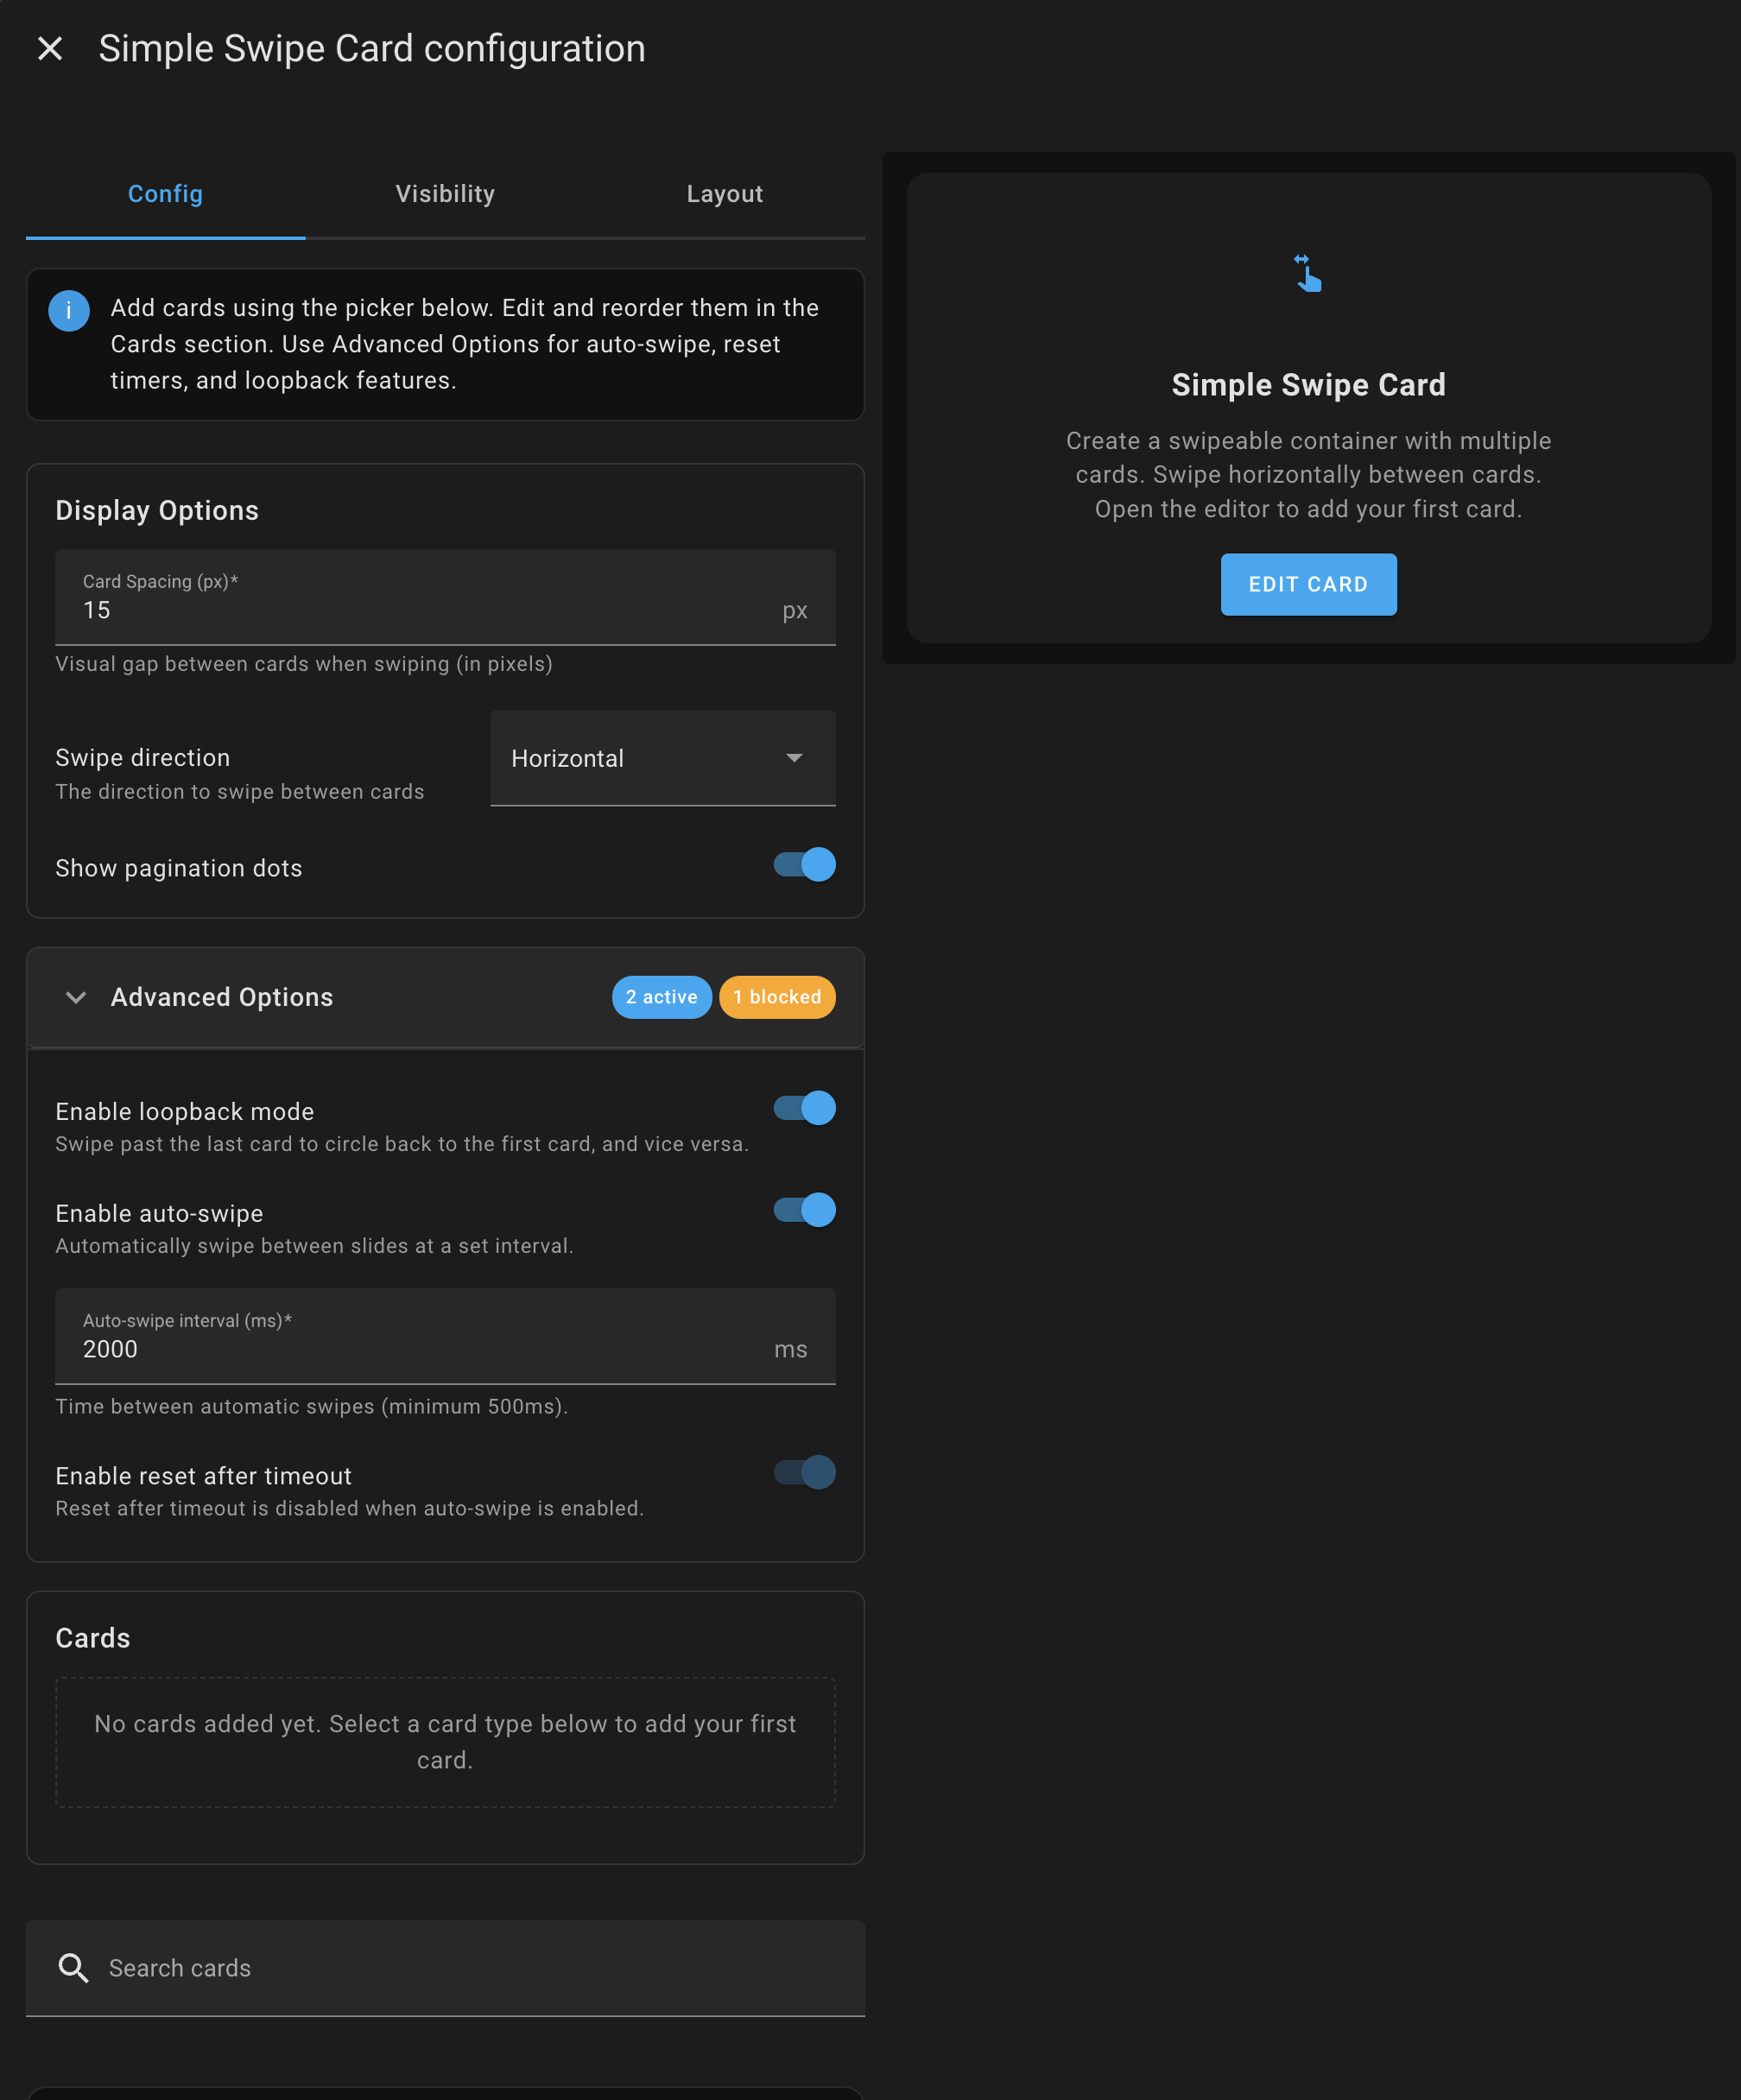 Simple Swipe Card configuration
Config
Visibility
Layout
i
Add cards using the picker below. Edit and reorder them in the
Cards section. Use Advanced Options for auto-swipe, reset
timers, and loopback features.
Display Options
Card Spacing (px)*
15
px
Visual gap between cards when swiping (in pixels)
Swipe direction
The direction to swipe between cards
Horizontal
Show pagination dots
Advanced Options
2 active
1 blocked
Enable loopback mode
Swipe past the last card to circle back to the first card, and vice versa.
Enable auto-swipe
Automatically swipe between slides at a set interval.
Auto-swipe interval (ms)*
2000
ms
Time between automatic swipes (minimum 500ms).
Enable reset after timeout
Reset after timeout is disabled when auto-swipe is enabled.
Cards
No cards added yet. Select a card type below to add your first
card.
Search cards
Simple Swipe Card
Create a swipeable container with multiple
cards. Swipe horizontally between cards.
Open the editor to add your first card.
EDIT CARD